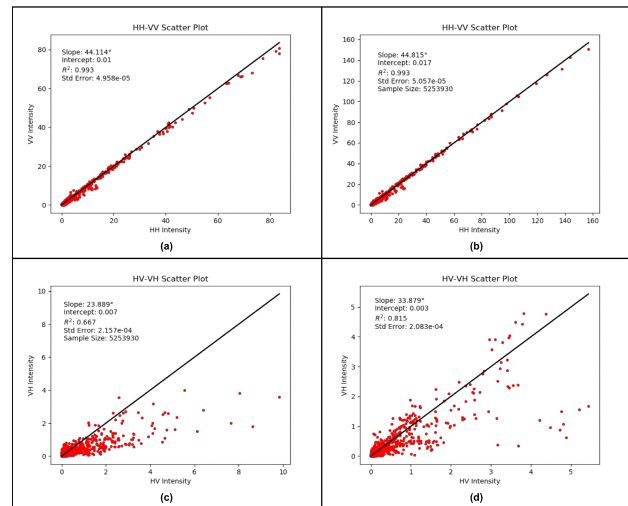 HH-VV Scatter Plot
Slope: 44.114°
Intercept: 0.01
R²: 0.993
Std Error: 4.958e-05
VV Intensity
80
60
40
20
0
0 20 40 60 80
HH Intensity
(a)
HH-VV Scatter Plot
Slope: 44.815°
Intercept: 0.017
R²: 0.993
Std Error: 5.057e-05
Sample Size: 5253930
VV Intensity
160
140
120
100
80
60
40
20
0
0 20 40 60 80 100 120 140 160
HH Intensity
(b)
HV-VH Scatter Plot
Slope: 23.889°
Intercept: 0.007
R²: 0.667
Std Error: 2.157e-04
Sample Size: 5253930
VH Intensity
10
8
6
4
2
0
0 2 4 6 8 10
HV Intensity
(c)
HV-VH Scatter Plot
Slope: 33.879°
Intercept: 0.003
R²: 0.815
Std Error: 2.083e-04
VH Intensity
5
4
3
2
1
0
0 1 2 3 4 5
HV Intensity
(d)